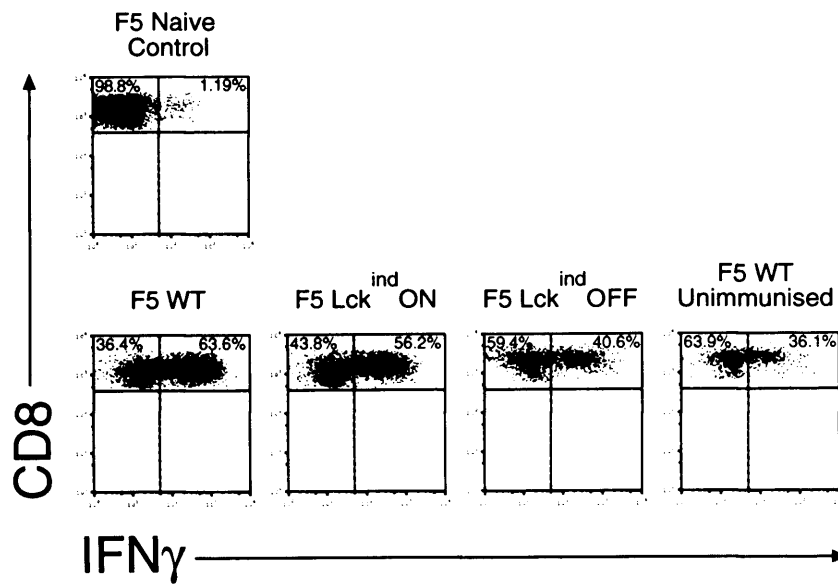 F5 Naive
Control
98.8% 1.19%
F5 WT
F5 Lck ind ON
F5 Lck ind OFF
F5 WT
Unimmunised
36.4% 63.6%
43.8% 56.2%
59.4% 40.6%
63.9% 36.1%
CD8
IFNγ